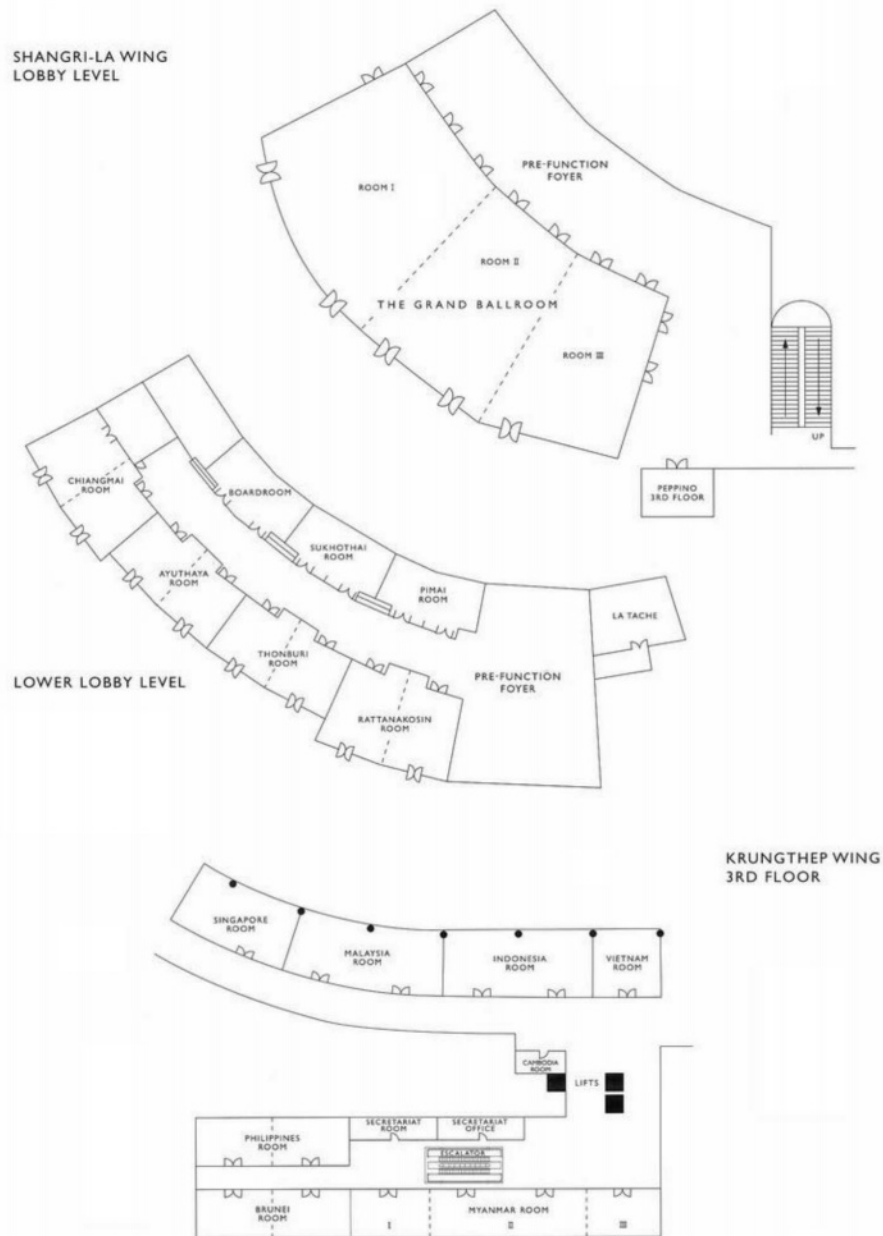 SHANGRI-LA WING
LOBBY LEVEL
PRE-FUNCTION
FOYER
ROOM I
ROOM II
THE GRAND BALLROOM
ROOM III
UP
PEPPINO
3RD FLOOR
CHIANGMAI
ROOM
BOARDROOM
SUKHOTHAI
ROOM
AYUTHAYA
ROOM
PIMAI
ROOM
LA TACHE
THONBURI
ROOM
LOWER LOBBY LEVEL
PRE-FUNCTION
FOYER
RATTANAKOSIN
ROOM
KRUNGTHEP WING
3RD FLOOR
SINGAPORE
ROOM
MALAYSIA
ROOM
INDONESIA
ROOM
VIETNAM
ROOM
CAMBODIA
ROOM
LIFTS
SECRETARIAT
ROOM
SECRETARIAT
OFFICE
PHILIPPINES
ROOM
ESCALATOR
BRUNEI
ROOM
MYANMAR ROOM
I
II
III